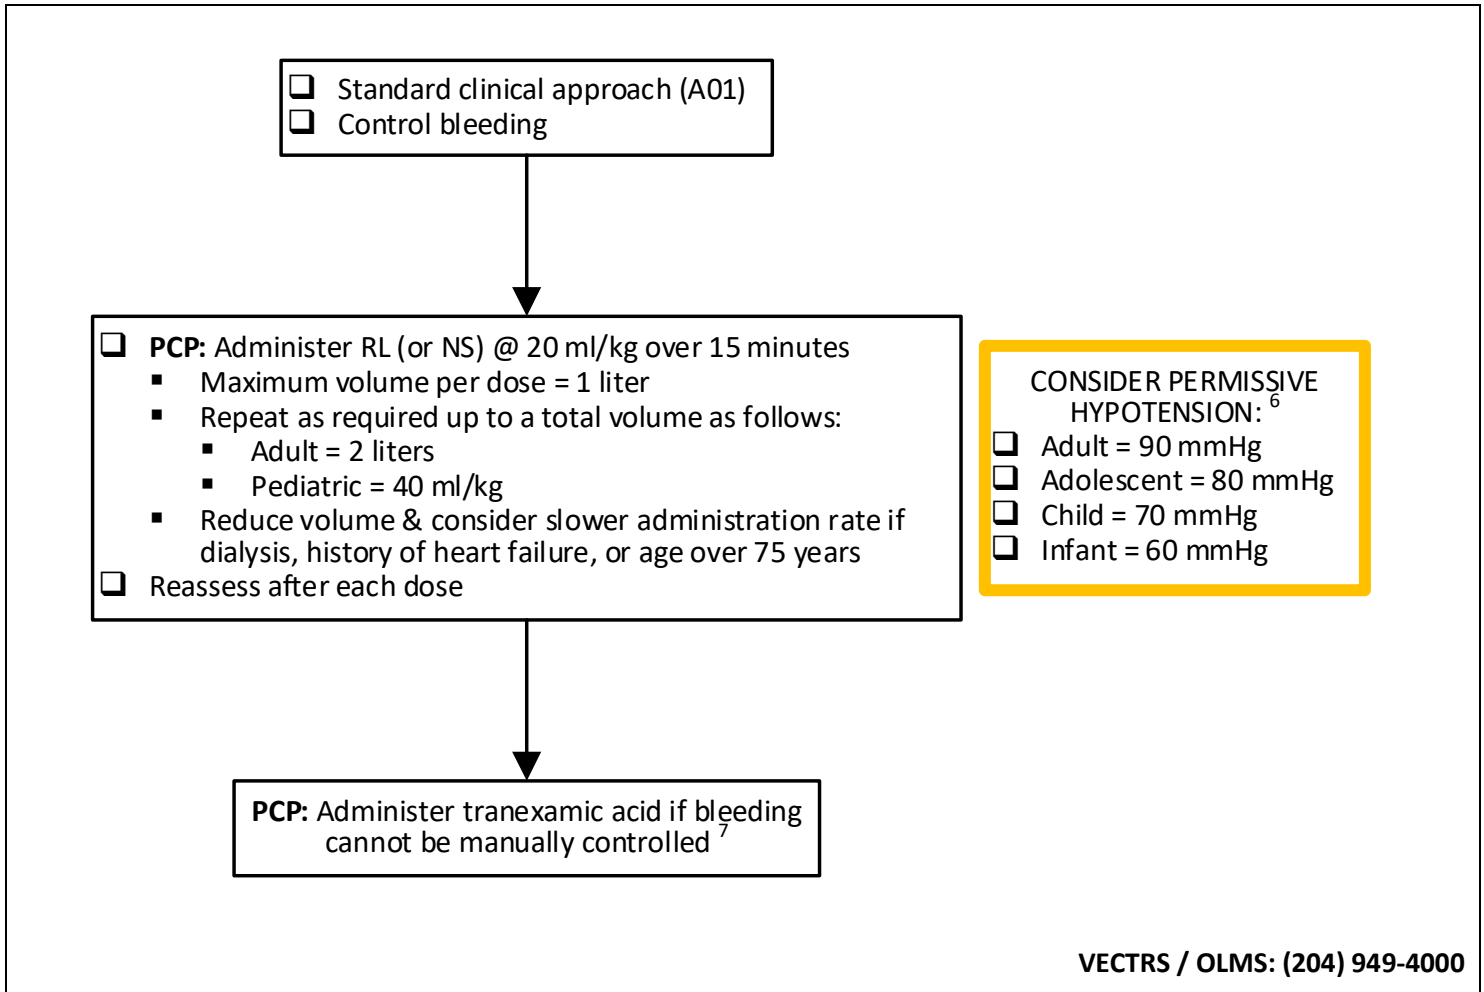 ❑ Standard clinical approach (A01)
❑ Control bleeding
❑ PCP: Administer RL (or NS) @ 20 ml/kg over 15 minutes
▪ Maximum volume per dose = 1 liter
▪ Repeat as required up to a total volume as follows:
▪ Adult = 2 liters
▪ Pediatric = 40 ml/kg
▪ Reduce volume & consider slower administration rate if
dialysis, history of heart failure, or age over 75 years
❑ Reassess after each dose
CONSIDER PERMISSIVE
HYPOTENSION: 6
❑ Adult = 90 mmHg
❑ Adolescent = 80 mmHg
❑ Child = 70 mmHg
❑ Infant = 60 mmHg
PCP: Administer tranexamic acid if bleeding
cannot be manually controlled 7
VECTRS / OLMS: (204) 949-4000